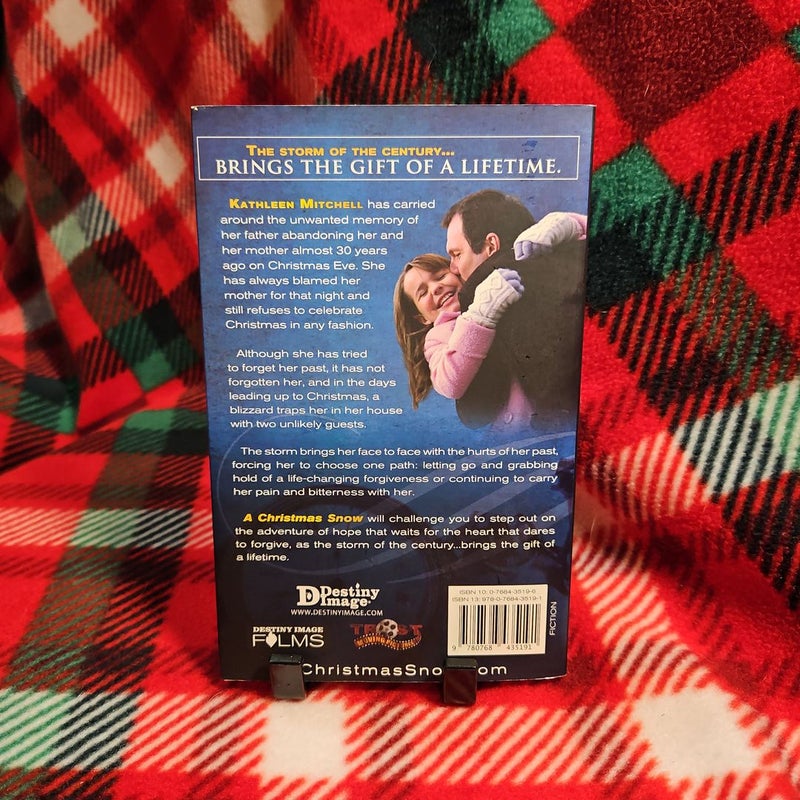 THE STORM OF THE CENTURY...
BRINGS THE GIFT OF A LIFETIME.
KATHLEEN MITCHELL has carried
around the unwanted memory of
her father abandoning her and
her mother almost 30 years
ago on Christmas Eve. She
has always blamed her
mother for that night and
still refuses to celebrate
Christmas in any fashion.
Although she has tried
to forget her past, it has not
forgotten her, and in the days
leading up to Christmas, a
blizzard traps her in her house
with two unlikely guests.
The storm brings her face to face with the hurts of her past,
forcing her to choose one path: letting go and grabbing
hold of a life-changing forgiveness or continuing to carry
her pain and bitterness with her.
A Christmas Snow will challenge you to step out on
the adventure of hope that waits for the heart that dares
to forgive, as the storm of the century...brings the gift of
a lifetime.
Destiny
Image
WWW.DESTINYIMAGE.COM
DESTINY IMAGE
FILMS
TRUST
MOVING PICTURES
ISBN 10: 0-7684-3519-6
ISBN 13: 978-0-7684-3519-1
9 780768 435191
FICTION
ChristmasSnow om